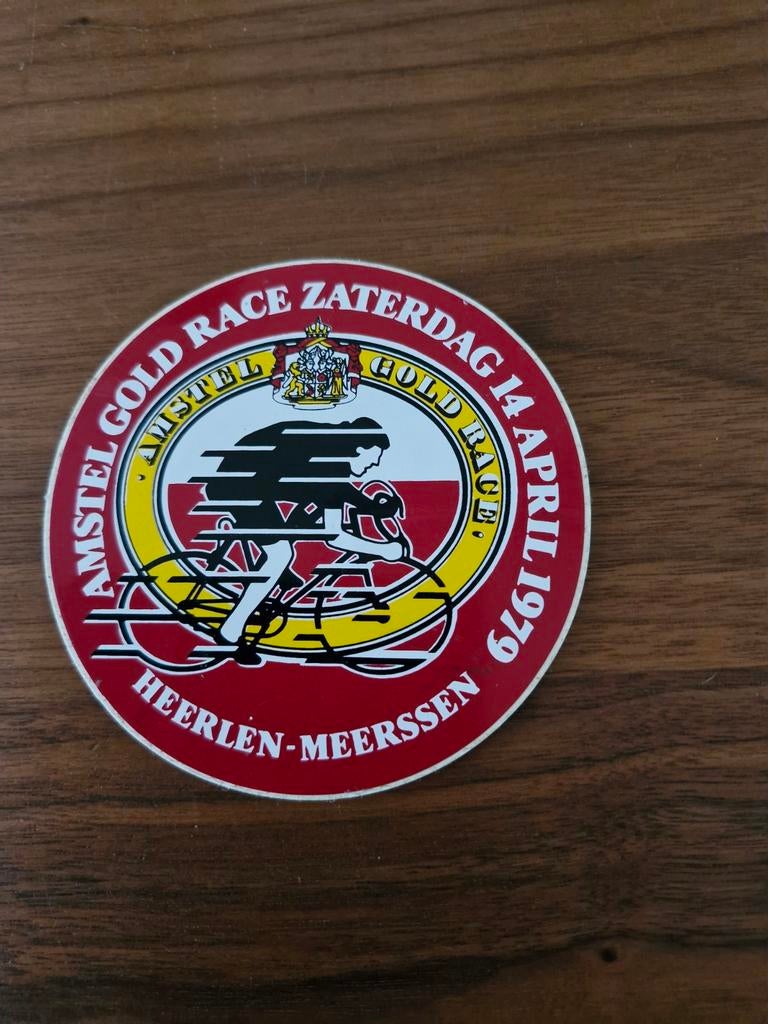 AMSTEL GOLD RACE ZATERDAG 14 APRIL 1979
AMSTEL GOLD RACE
HEERLEN-MEERSSEN